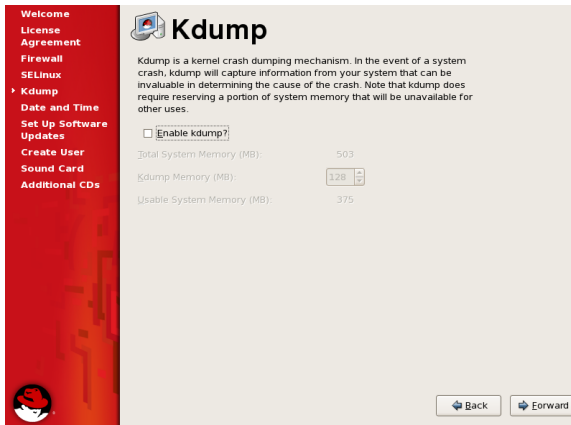 Welcome
License
Agreement
Firewall
SELinux
Kdump
Date and Time
Set Up Software
Updates
Create User
Sound Card
Additional CDs
Kdump
Kdump is a kernel crash dumping mechanism. In the event of a system
crash, kdump will capture information from your system that can be
invaluable in determining the cause of the crash. Note that kdump does
require reserving a portion of system memory that will be unavailable for
other uses.
Enable kdump?
Total System Memory (MB): 503
Kdump Memory (MB): 128
Usable System Memory (MB): 375
Back
Forward